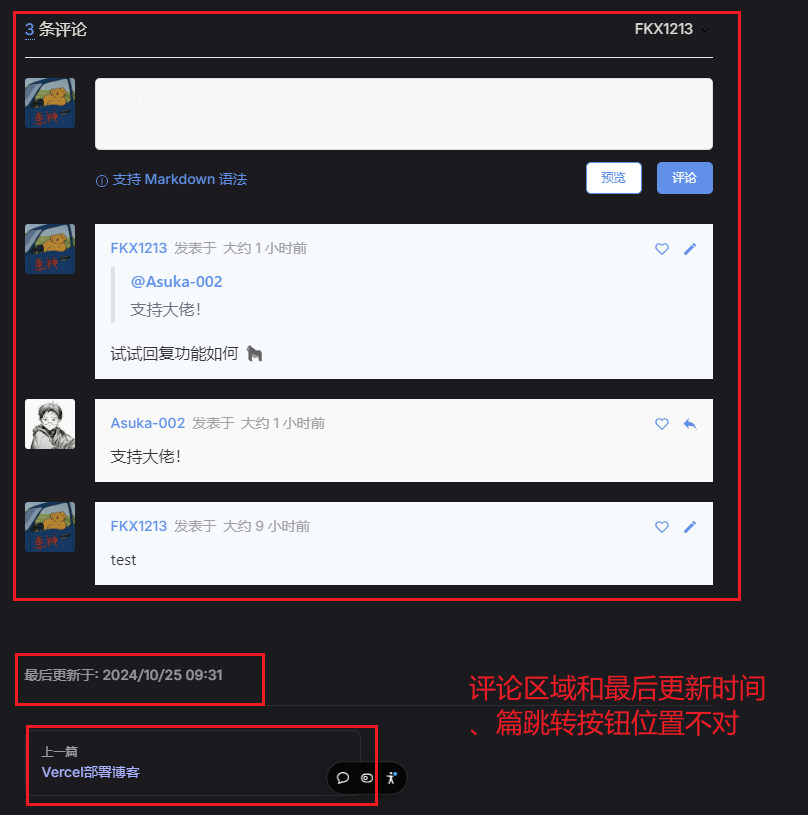 3 条评论
FKX1213
支持 Markdown 语法
预览
评论
FKX1213 发表于 大约 1 小时前
@Asuka-002
支持大佬!
试试回复功能如何 🦍
Asuka-002 发表于 大约 1 小时前
支持大佬!
FKX1213 发表于 大约 9 小时前
test
最后更新于: 2024/10/25 09:31
评论区域和最后更新时间
、篇跳转按钮位置不对
上一篇
Vercel部署博客